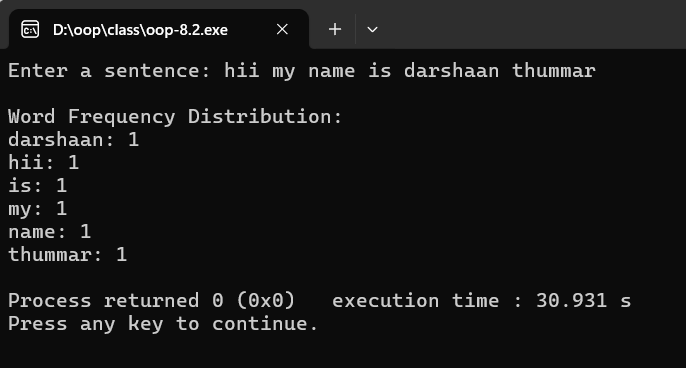 D:\oop\class\oop-8.2.exe
Enter a sentence: hii my name is darshaan thummar
Word Frequency Distribution:
darshaan: 1
hii: 1
is: 1
my: 1
name: 1
thummar: 1
Process returned 0 (0x0)   execution time : 30.931 s
Press any key to continue.